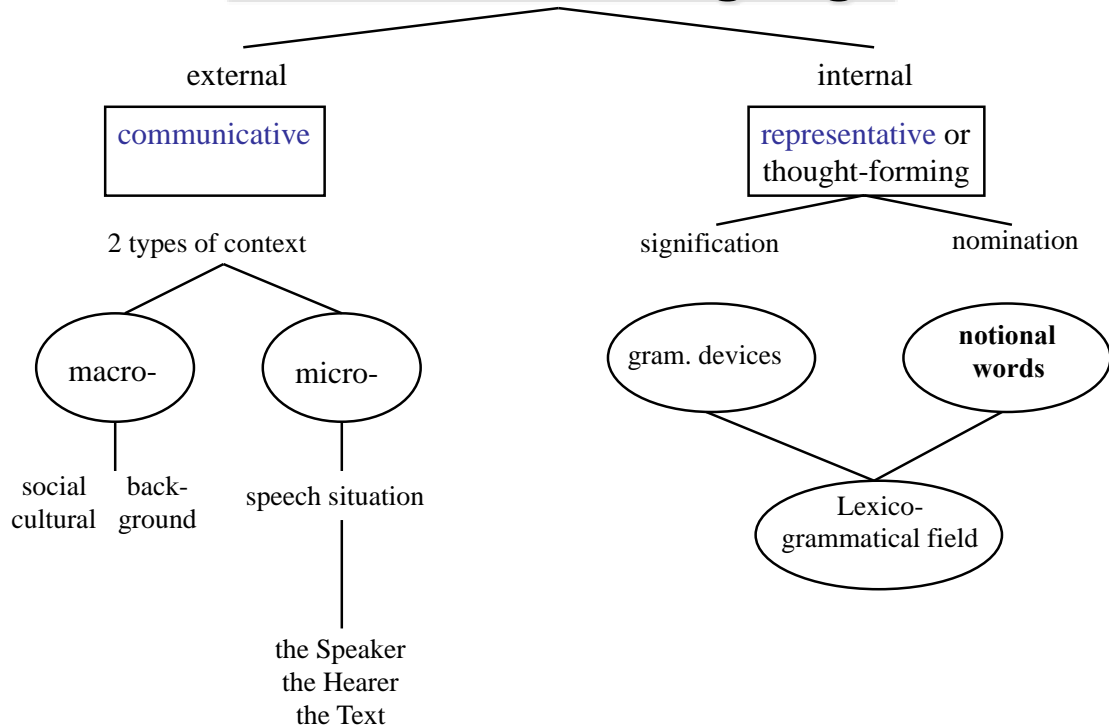 external
communicative
2 types of context
macro-
micro-
social back-
cultural ground
speech situation
the Speaker
the Hearer
the Text
internal
representative or
thought-forming
signification
nomination
gram. devices
notional
words
Lexico-
grammatical field